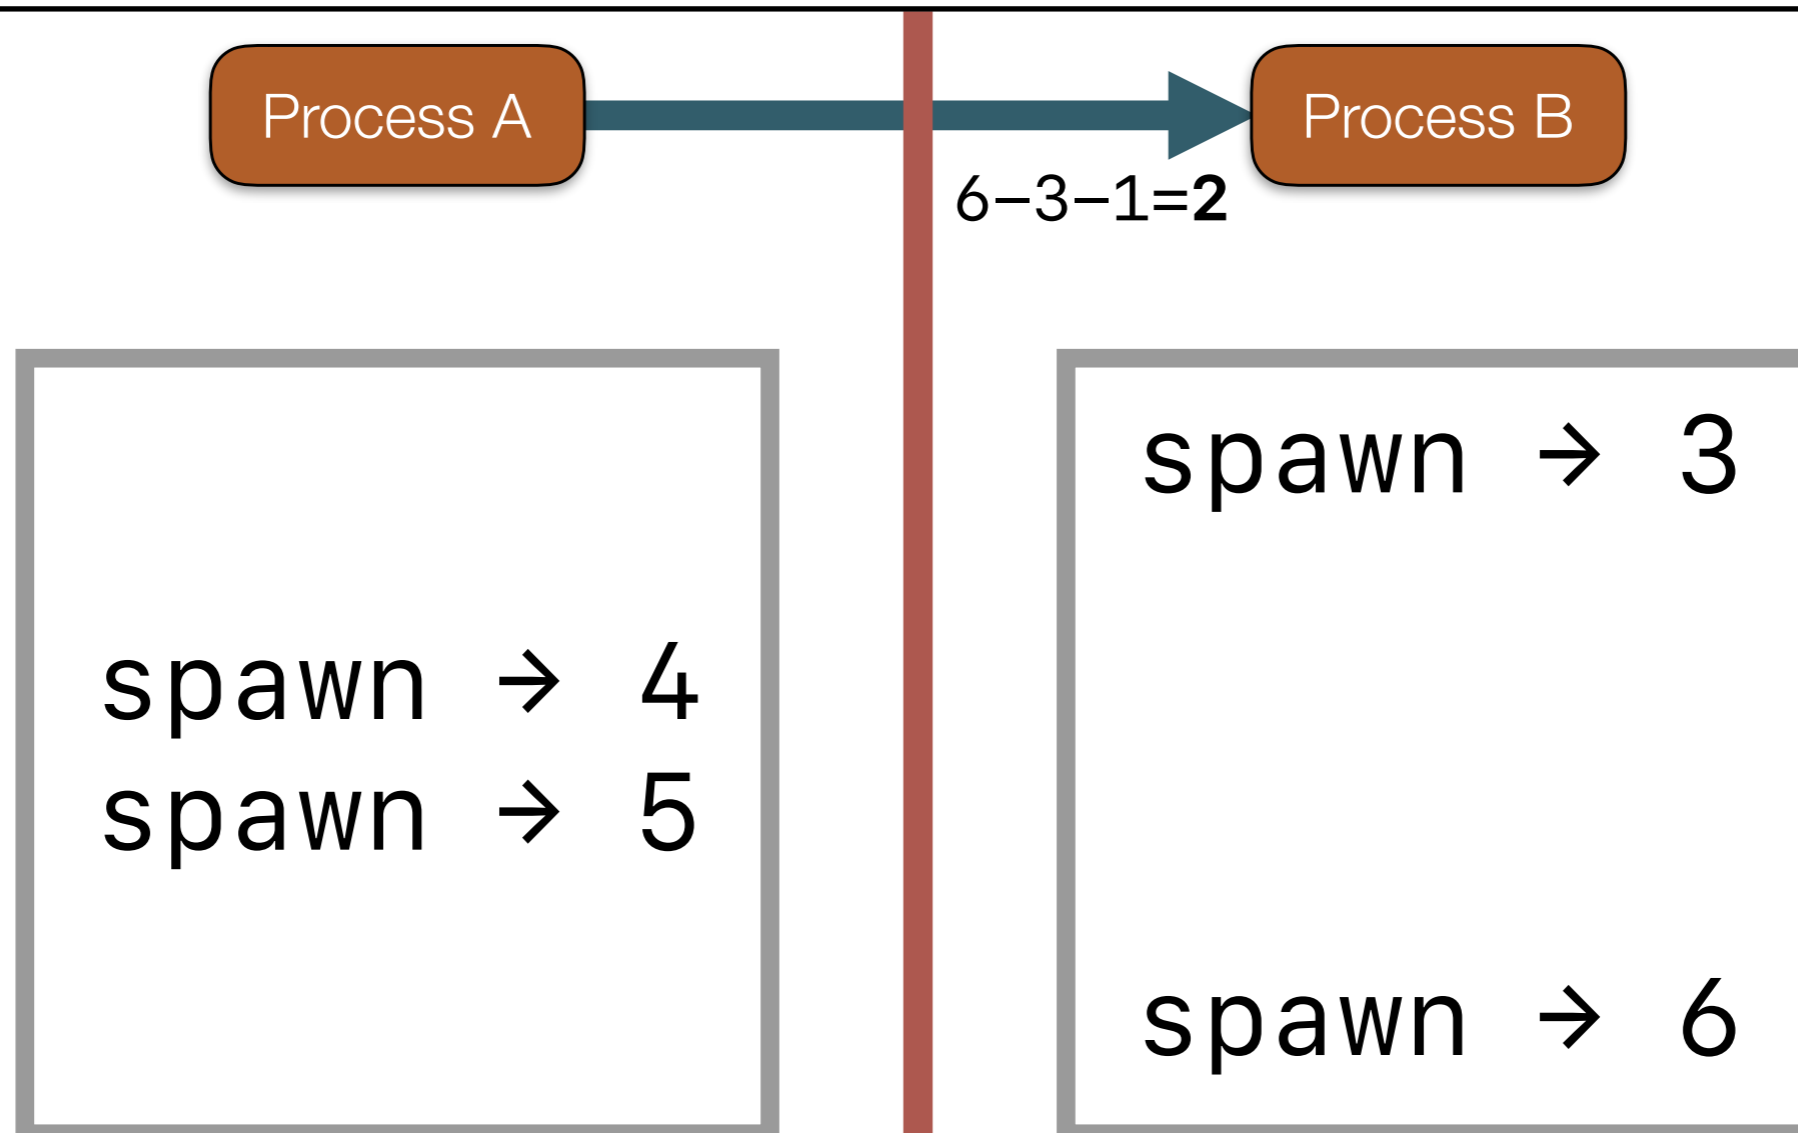 Process A
Process B
6–3–1=2
spawn → 3
spawn → 4
spawn → 5
spawn → 6